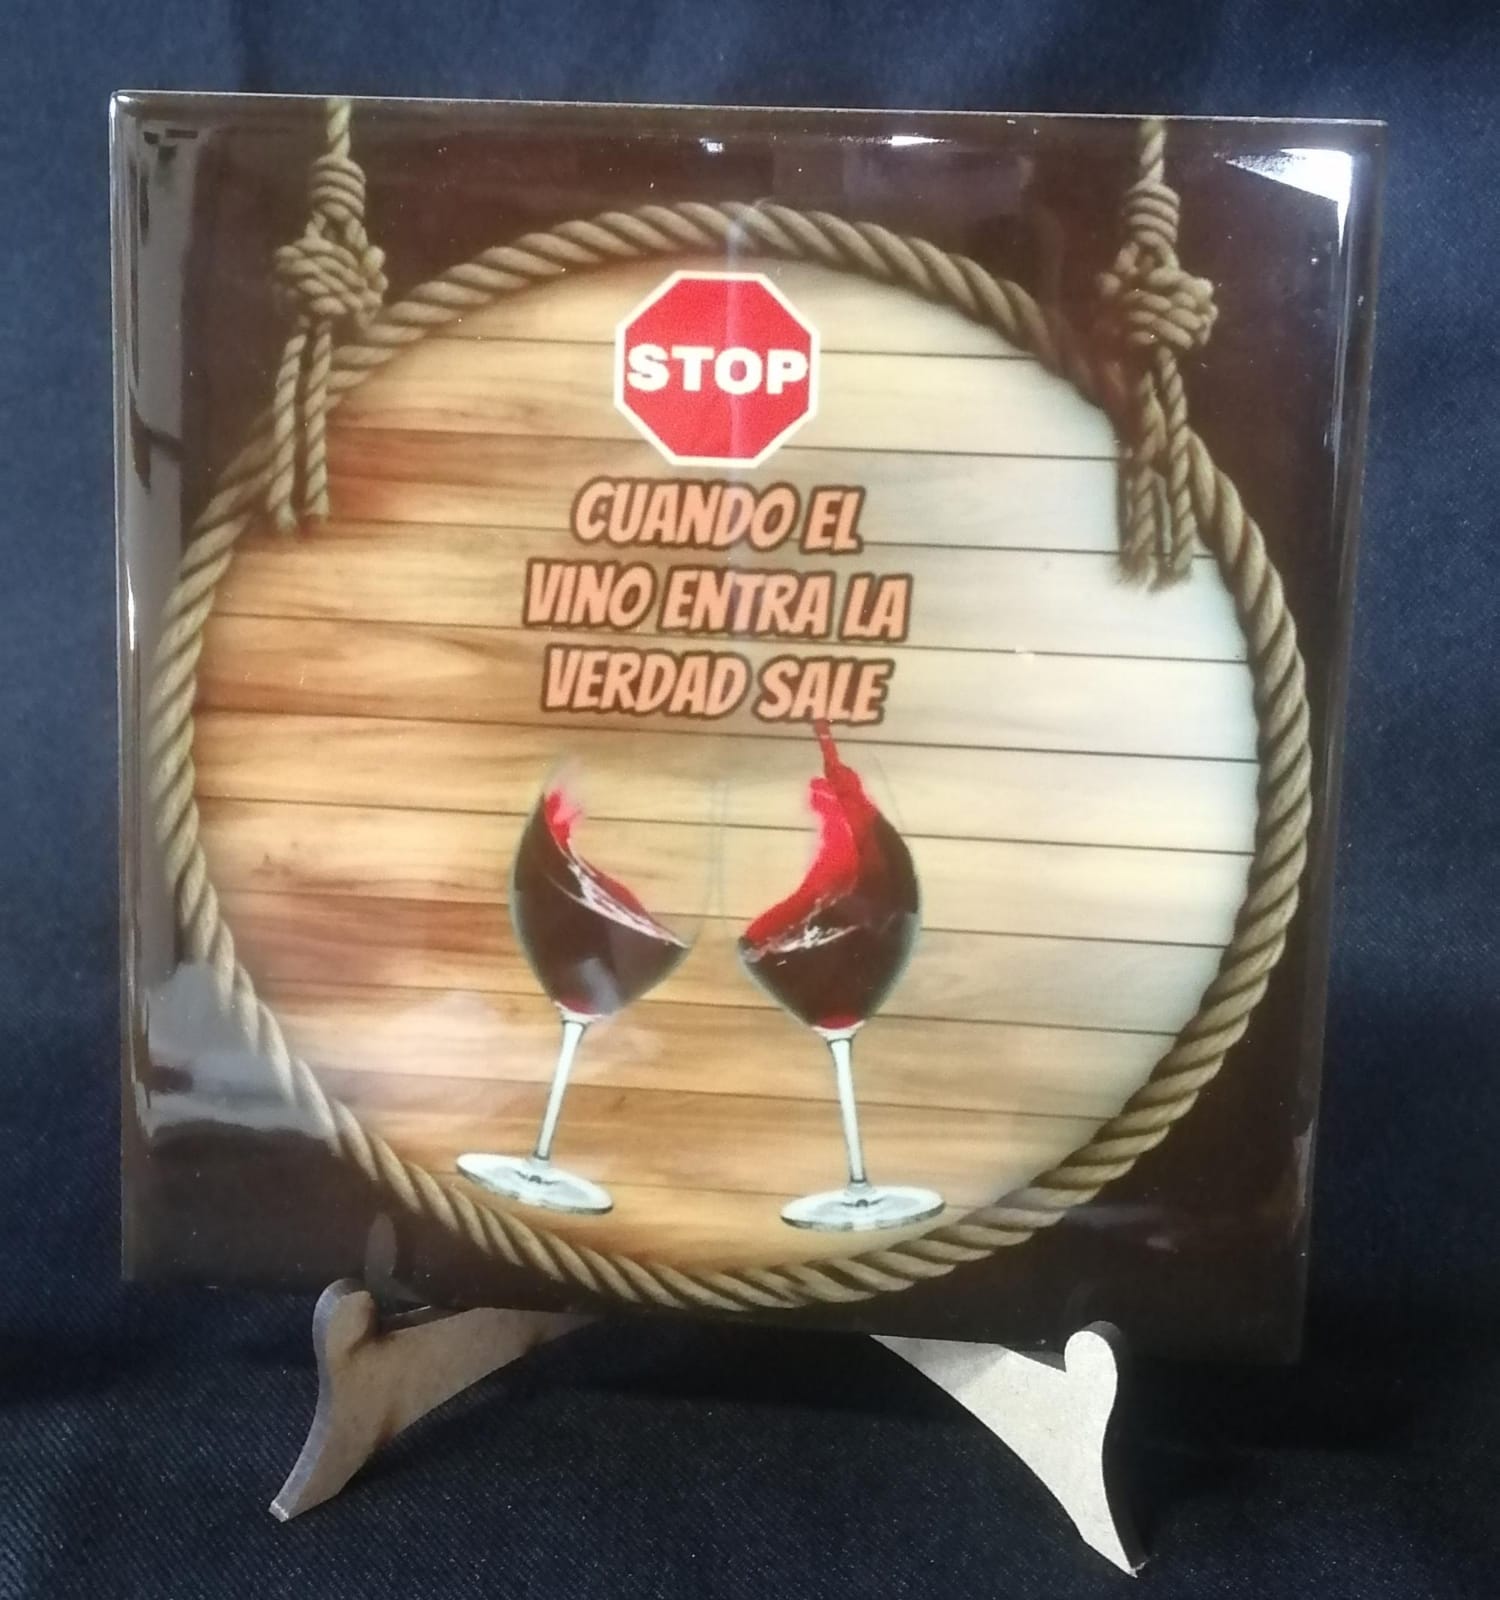 STOP
CUANDO EL
VINO ENTRA LA
VERDAD SALE